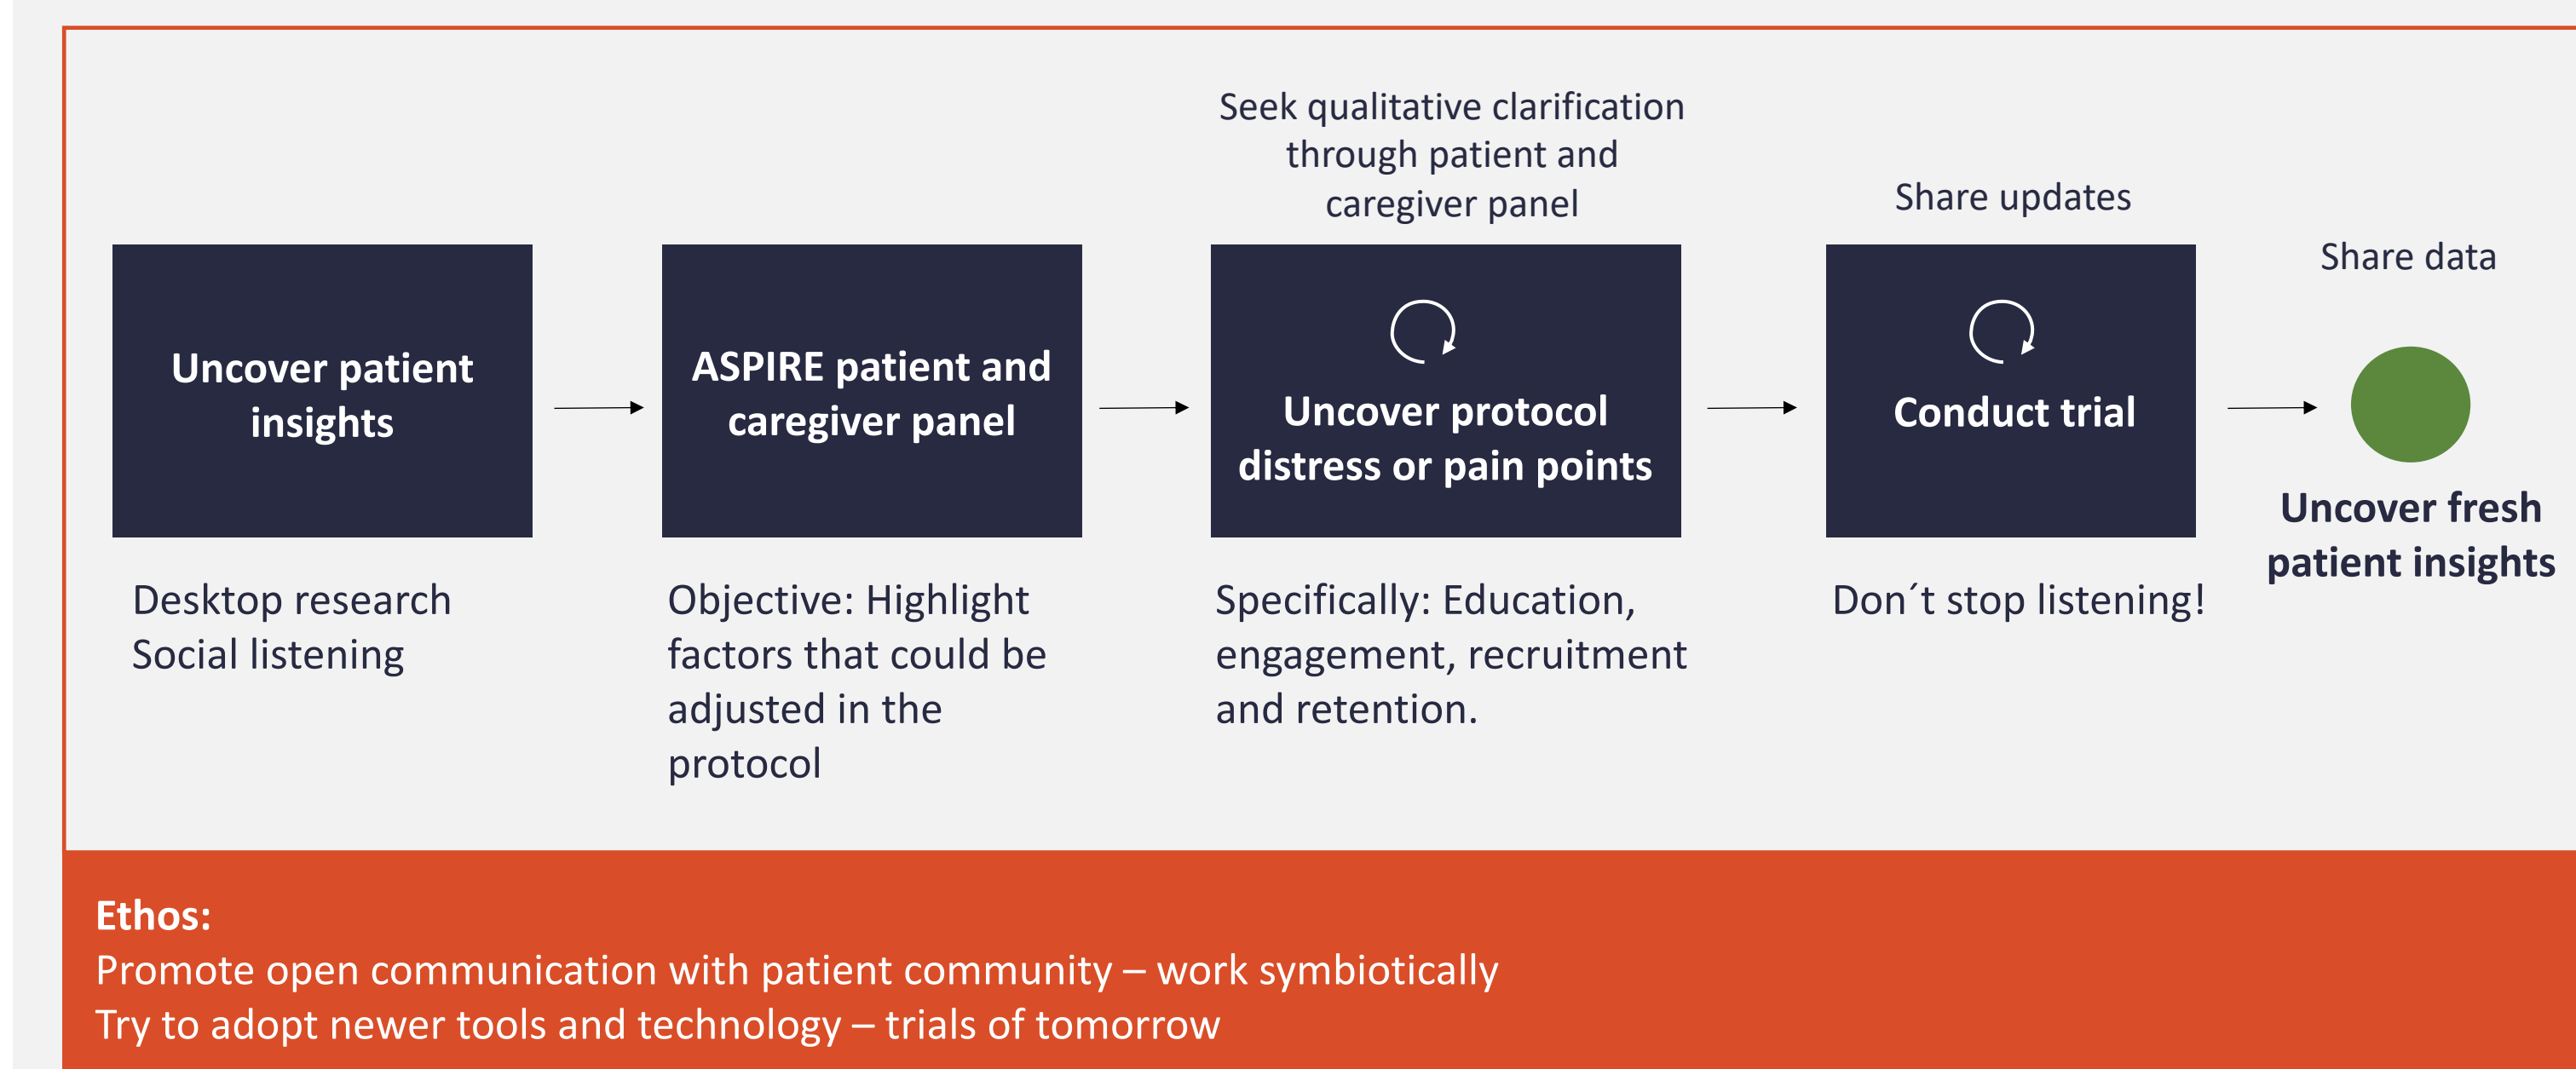 Seek qualitative clarification
through patient and
caregiver panel
Share updates
Share data
Uncover patient
insights
ASPIRE patient and
caregiver panel
Uncover protocol
distress or pain points
Conduct trial
Uncover fresh
patient insights
Desktop research
Social listening
Objective: Highlight
factors that could be
adjusted in the
protocol
Specifically: Education,
engagement, recruitment
and retention.
Don´t stop listening!
Ethos:
Promote open communication with patient community – work symbiotically
Try to adopt newer tools and technology – trials of tomorrow